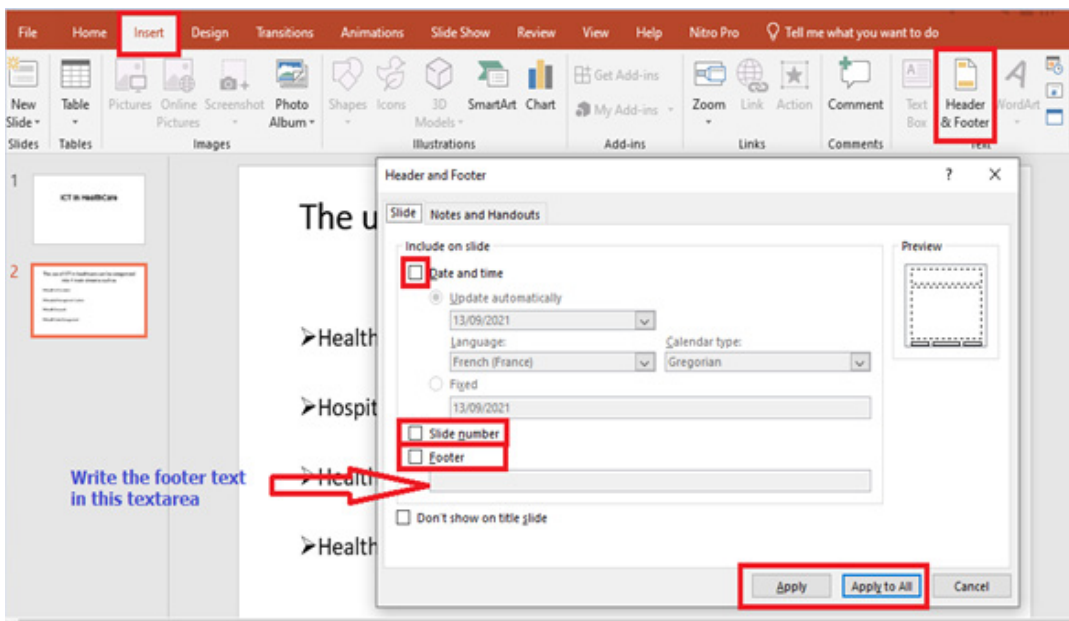 File Home Insert Design Transitions Animations Slide Show Review View Help Nitro Pro Tell me what you want to do
New Slide Table Pictures Online Pictures Screenshot Photo Album Shapes Icons 3D Models SmartArt Chart Get Add-ins My Add-ins Zoom Link Action Comment Text Box Header & Footer WordArt
Slides Tables Images Illustrations Add-ins Links Comments Text
1
ICT in HealthCare
2
The u
➢Health
➢Hospit
➢Health
➢Health
Write the footer text
in this textarea
Header and Footer ? X
Slide Notes and Handouts
Include on slide
Preview
Date and time
Update automatically
13/09/2021
Language: Calendar type:
French (France) Gregorian
Fixed
13/09/2021
Slide number
Footer
Don't show on title slide
Apply Apply to All Cancel